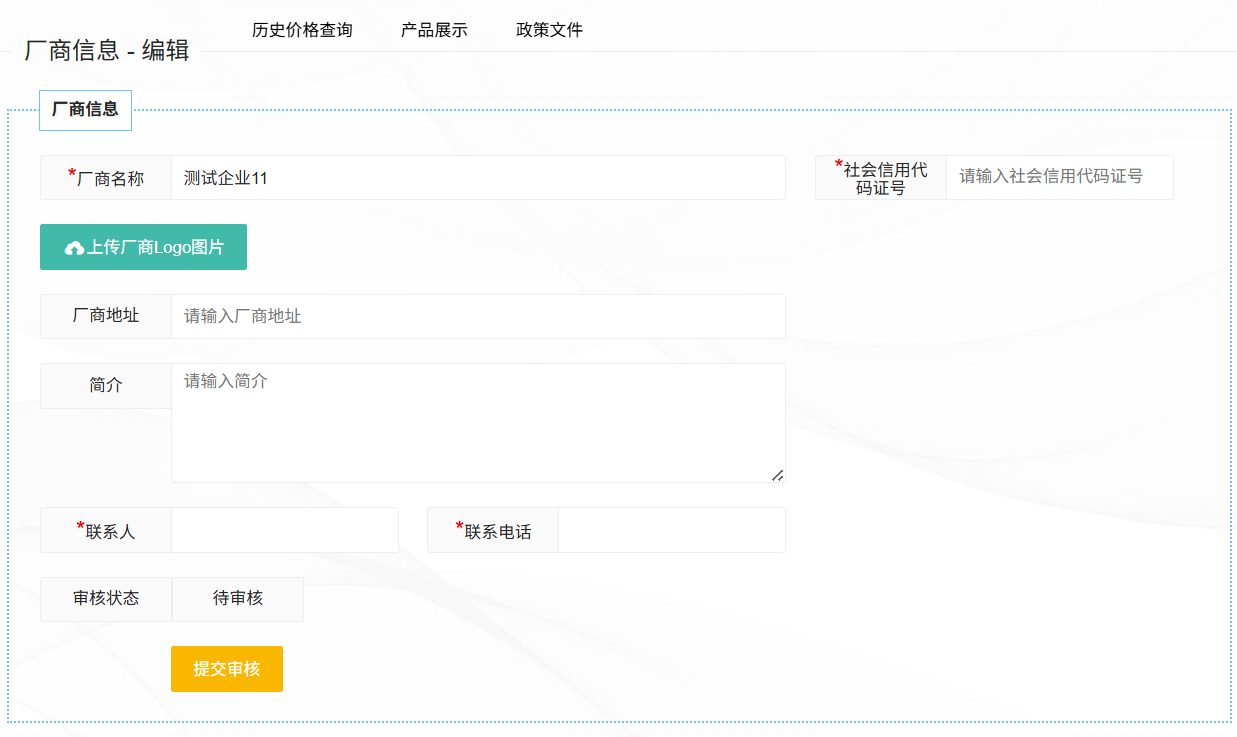 历史价格查询 产品展示 政策文件
厂商信息 - 编辑
厂商信息
*厂商名称 测试企业11 *社会信用代
码证号 请输入社会信用代码证号
上传厂商Logo图片
厂商地址 请输入厂商地址
简介 请输入简介
*联系人 *联系电话
审核状态 待审核
提交审核